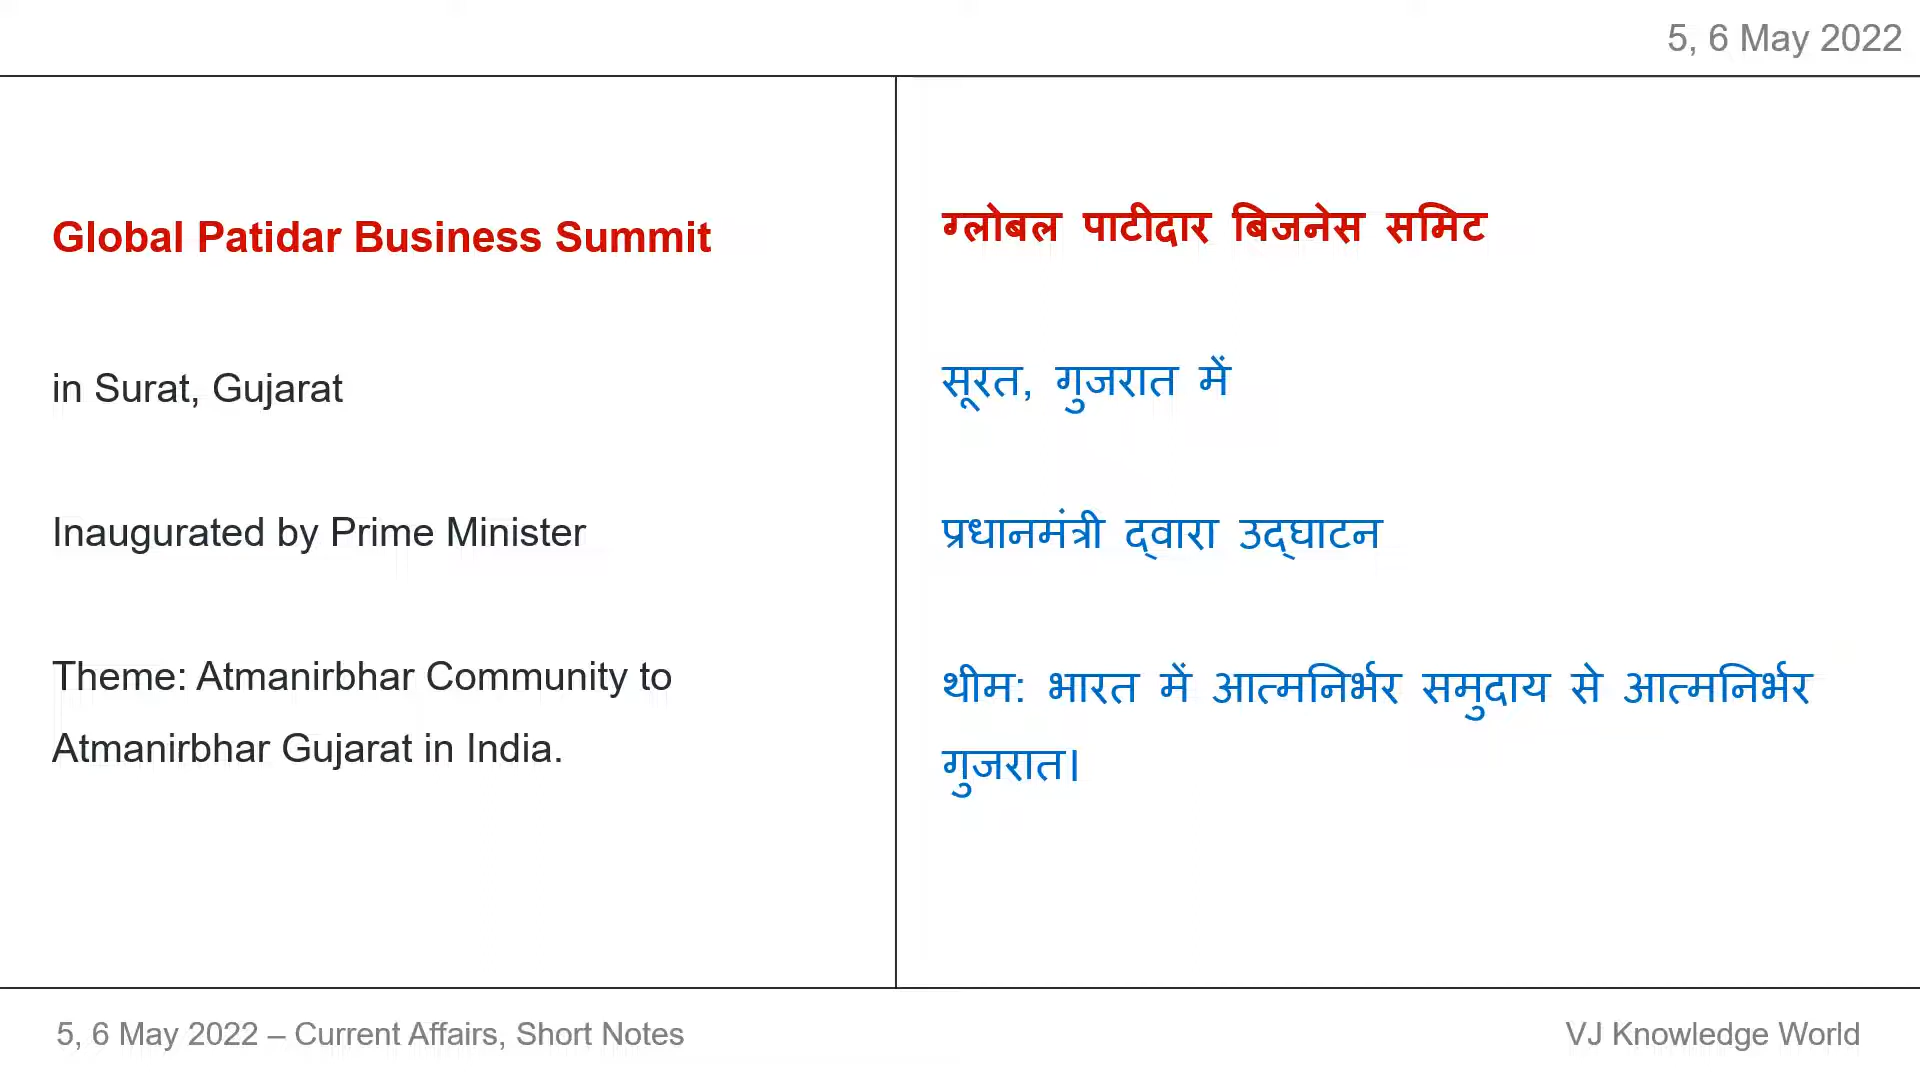 5, 6 May 2022
Global Patidar Business Summit
in Surat, Gujarat
Inaugurated by Prime Minister
Theme: Atmanirbhar Community to
Atmanirbhar Gujarat in India.
ग्लोबल पाटीदार बिजनेस समिट
सूरत, गुजरात में
प्रधानमंत्री द्वारा उद्घाटन
थीम: भारत में आत्मनिर्भर समुदाय से आत्मनिर्भर
गुजरात।
5, 6 May 2022 – Current Affairs, Short Notes
VJ Knowledge World